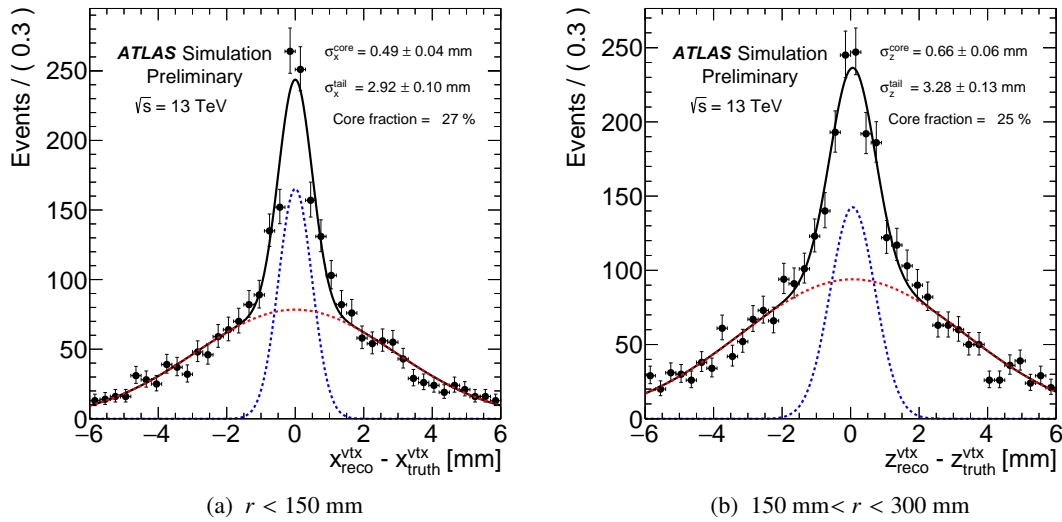 Events / ( 0.3 )
250
200
150
100
50
0
ATLAS Simulation
Preliminary
√s = 13 TeV
σ_x^core = 0.49 ± 0.04 mm
σ_x^tail = 2.92 ± 0.10 mm
Core fraction = 27 %
−6 −4 −2 0 2 4 6
x_reco^vtx - x_truth^vtx [mm]
(a) r < 150 mm
Events / ( 0.3 )
250
200
150
100
50
0
ATLAS Simulation
Preliminary
√s = 13 TeV
σ_z^core = 0.66 ± 0.06 mm
σ_z^tail = 3.28 ± 0.13 mm
Core fraction = 25 %
−6 −4 −2 0 2 4 6
z_reco^vtx - z_truth^vtx [mm]
(b) 150 mm< r < 300 mm